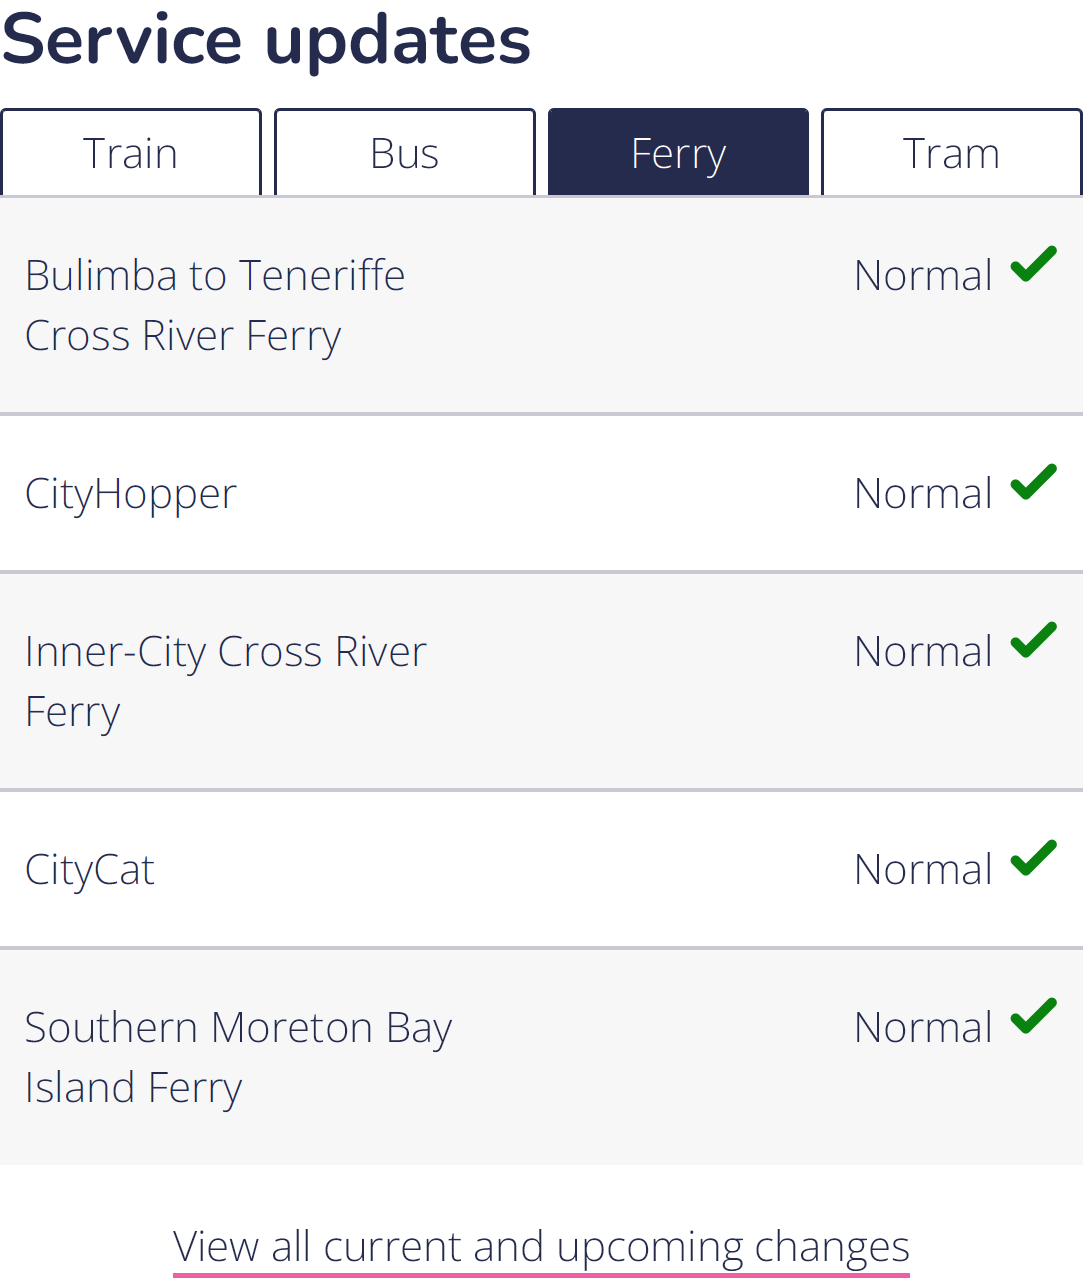 Service updates
Train Bus Ferry Tram
Bulimba to Teneriffe Normal
Cross River Ferry
CityHopper Normal
Inner-City Cross River Normal
Ferry
CityCat Normal
Southern Moreton Bay Normal
Island Ferry
View all current and upcoming changes